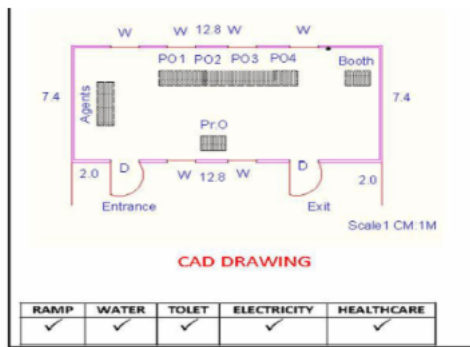 W W 12.8 W W
PO1 PO2 PO3 PO4 Booth
7.4 Agents 7.4
Pr.O
2.0 D W 12.8 W D 2.0
Entrance Exit
Scale1 CM:1M
CAD DRAWING
RAMP WATER TOLET ELECTRICITY HEALTHCARE
✓ ✓ ✓ ✓ ✓